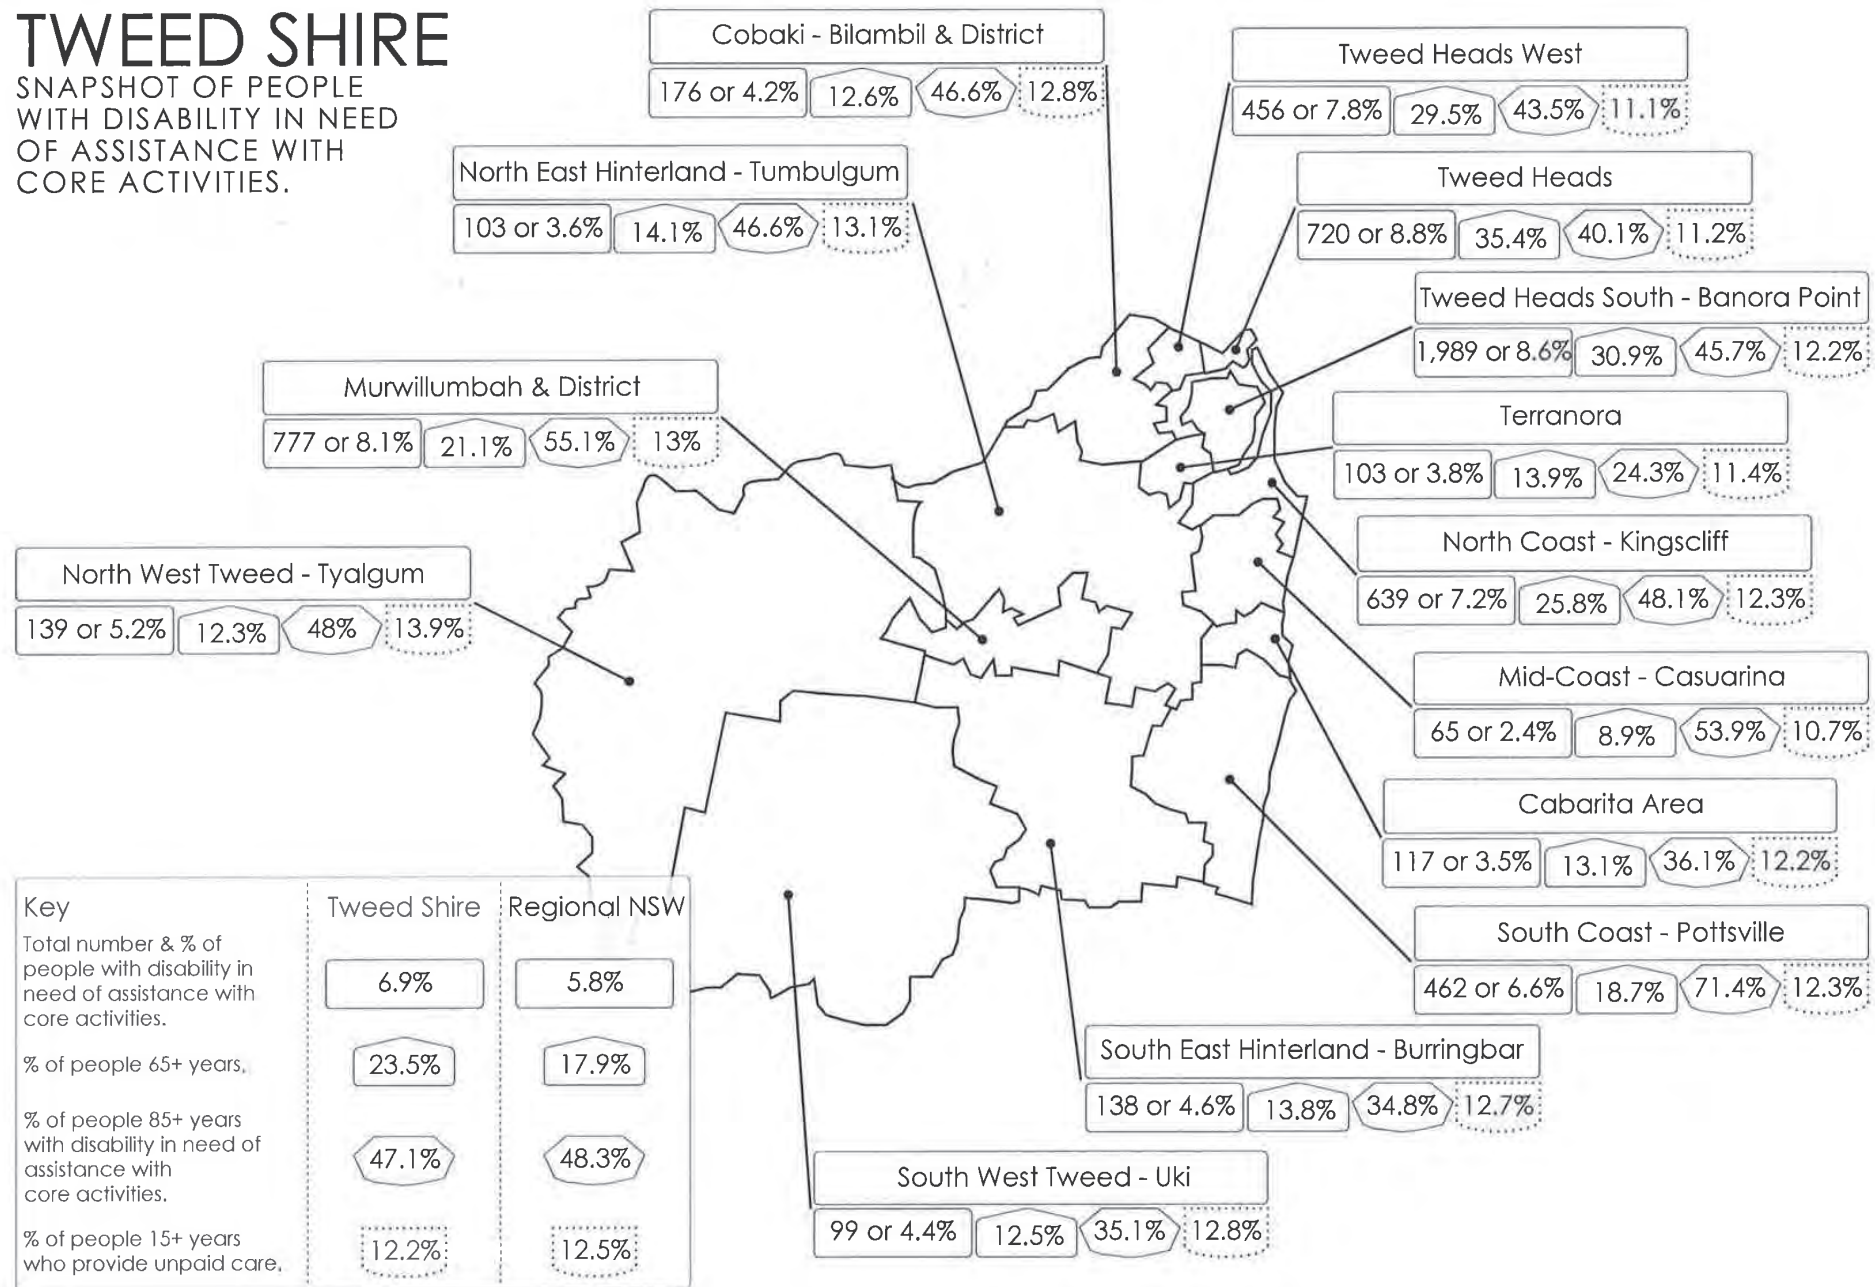 TWEED SHIRE
SNAPSHOT OF PEOPLE
WITH DISABILITY IN NEED
OF ASSISTANCE WITH
CORE ACTIVITIES.
Cobaki - Bilambil & District
176 or 4.2% 12.6% 46.6% 12.8%
Tweed Heads West
456 or 7.8% 29.5% 43.5% 11.1%
North East Hinterland - Tumbulgum
103 or 3.6% 14.1% 46.6% 13.1%
Tweed Heads
720 or 8.8% 35.4% 40.1% 11.2%
Tweed Heads South - Banora Point
1,989 or 8.6% 30.9% 45.7% 12.2%
Murwillumbah & District
777 or 8.1% 21.1% 55.1% 13%
Terranora
103 or 3.8% 13.9% 24.3% 11.4%
North Coast - Kingscliff
639 or 7.2% 25.8% 48.1% 12.3%
North West Tweed - Tyalgum
139 or 5.2% 12.3% 48% 13.9%
Mid-Coast - Casuarina
65 or 2.4% 8.9% 53.9% 10.7%
Cabarita Area
117 or 3.5% 13.1% 36.1% 12.2%
South Coast - Pottsville
462 or 6.6% 18.7% 71.4% 12.3%
South East Hinterland - Burringbar
138 or 4.6% 13.8% 34.8% 12.7%
South West Tweed - Uki
99 or 4.4% 12.5% 35.1% 12.8%
Key Tweed Shire Regional NSW
Total number & % of
people with disability in
need of assistance with
core activities.
6.9% 5.8%
% of people 65+ years.
23.5% 17.9%
% of people 85+ years
with disability in need of
assistance with
core activities.
47.1% 48.3%
% of people 15+ years
who provide unpaid care.
12.2% 12.5%